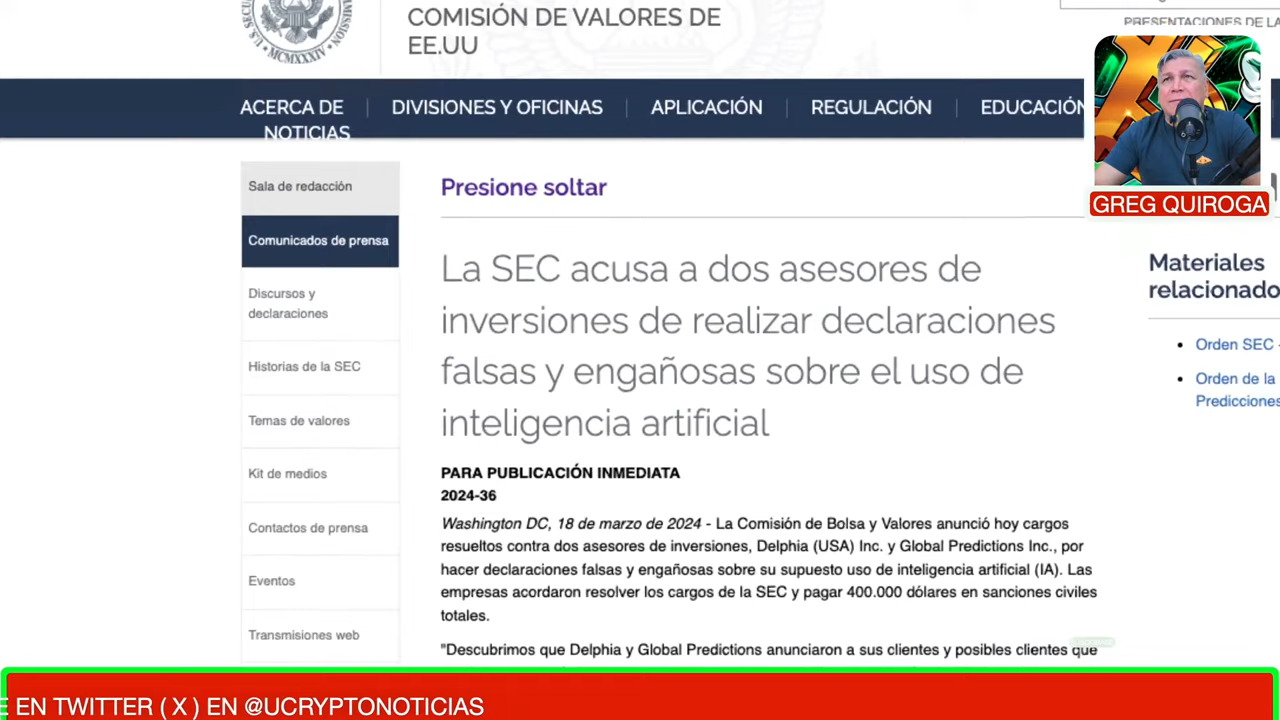 COMISIÓN DE VALORES DE
EE.UU
PRESENTACIONES DE LA
ACERCA DE
DIVISIONES Y OFICINAS
APLICACIÓN
REGULACIÓN
EDUCACIÓN
NOTICIAS
GREG QUIROGA
Sala de redacción
Comunicados de prensa
Discursos y
declaraciones
Historias de la SEC
Temas de valores
Kit de medios
Contactos de prensa
Eventos
Transmisiones web
Presione soltar
La SEC acusa a dos asesores de
inversiones de realizar declaraciones
falsas y engañosas sobre el uso de
inteligencia artificial
PARA PUBLICACIÓN INMEDIATA
2024-36
Washington DC, 18 de marzo de 2024 - La Comisión de Bolsa y Valores anunció hoy cargos
resueltos contra dos asesores de inversiones, Delphia (USA) Inc. y Global Predictions Inc., por
hacer declaraciones falsas y engañosas sobre su supuesto uso de inteligencia artificial (IA). Las
empresas acordaron resolver los cargos de la SEC y pagar 400.000 dólares en sanciones civiles
totales.
"Descubrimos que Delphia y Global Predictions anunciaron a sus clientes y posibles clientes que
Materiales
relacionado
Orden SEC -
Orden de la
Predicciones
E EN TWITTER ( X ) EN @UCRYPTONOTICIAS